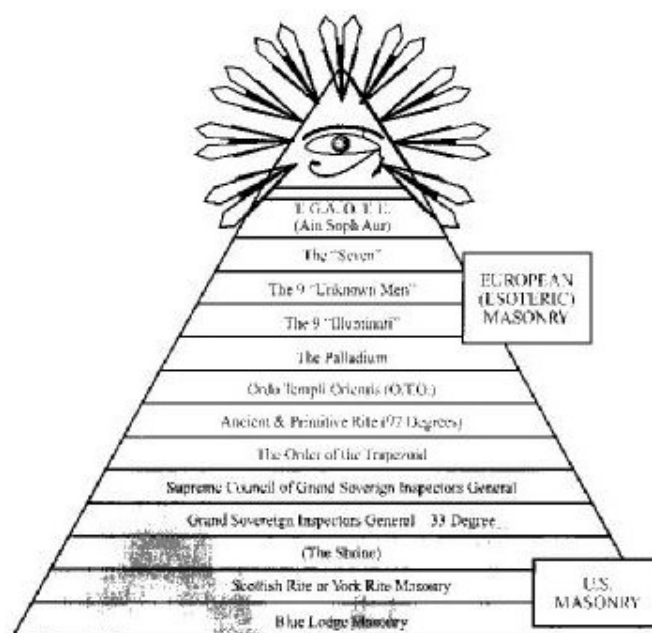 T. G.A. O. T. U.
(Ain Soph Aur)
The "Seven"
The 9 "Unknown Men"
The 9 "Illuminati"
The Palladium
Ordo Templi Orientis (O.T.O.)
Ancient & Primitive Rite (97 Degrees)
The Order of the Trapezoid
Supreme Council of Grand Soverign Inspectors General
Grand Sovereign Inspectors General 33 Degree
(The Shrine)
Scottish Rite or York Rite Masonry
Blue Lodge Masonry
EUROPEAN
(ESOTERIC)
MASONRY
U.S.
MASONRY